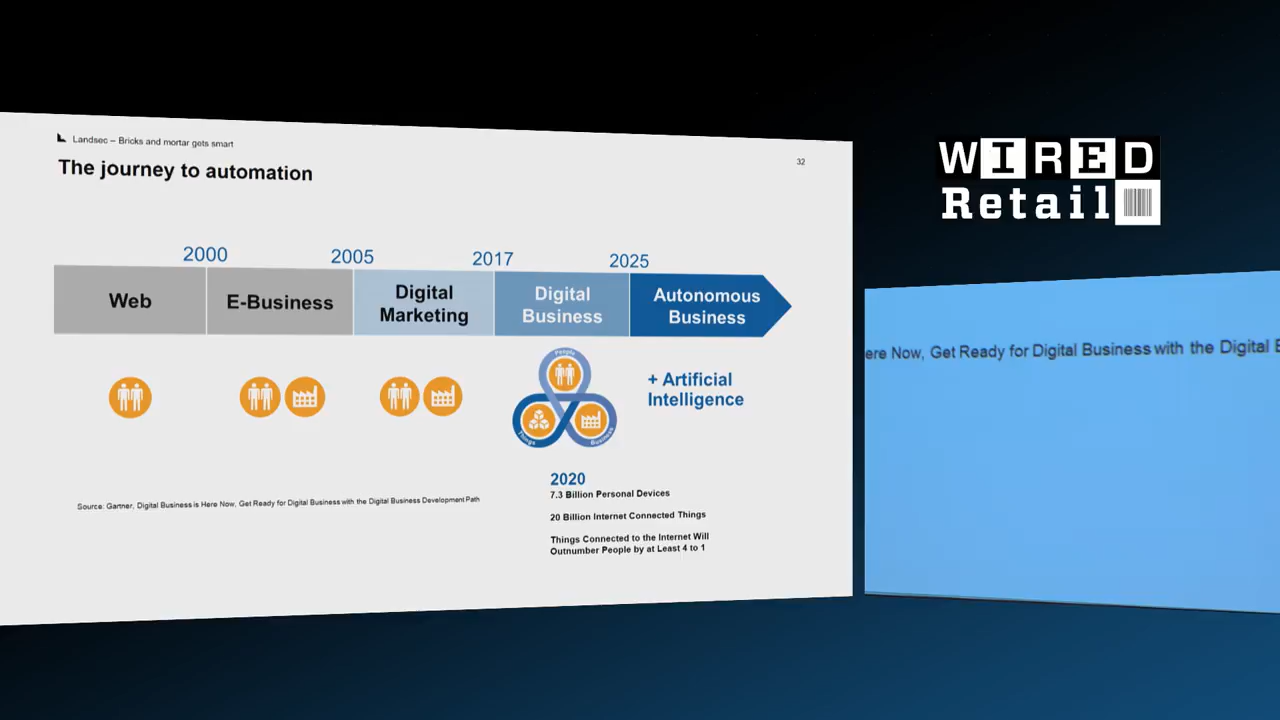 Landsec – Bricks and mortar gets smart
The journey to automation
32
WIRED
Retail
2000
2005
2017
2025
Web
E-Business
Digital
Marketing
Digital
Business
Autonomous
Business
People
Things
Business
+ Artificial
Intelligence
2020
7.3 Billion Personal Devices
20 Billion Internet Connected Things
Things Connected to the Internet Will
Outnumber People by at Least 4 to 1
Source: Gartner, Digital Business is Here Now, Get Ready for Digital Business with the Digital Business Development Path
ere Now, Get Ready for Digital Business with the Digital